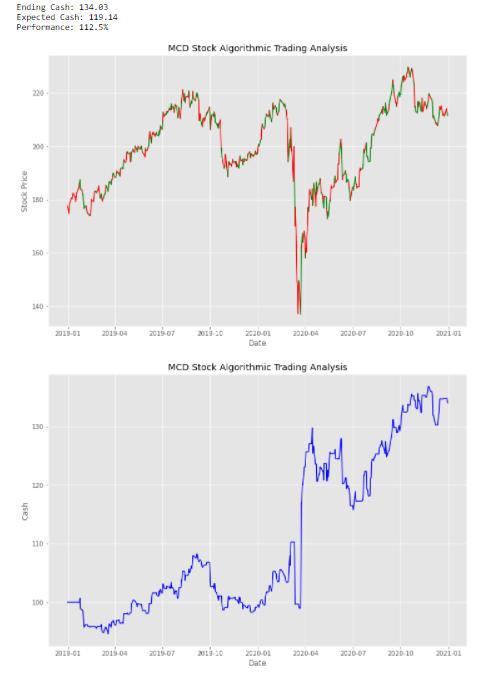 Ending Cash: 134.03
Expected Cash: 119.14
Performance: 112.5%
MCD Stock Algorithmic Trading Analysis
220
200
180
160
140
Stock Price
2019-01 2019-04 2019-07 2019-10 2020-01 2020-04 2020-07 2020-10 2021-01
Date
MCD Stock Algorithmic Trading Analysis
130
120
110
100
Cash
2019-01 2019-04 2019-07 2019-10 2020-01 2020-04 2020-07 2020-10 2021-01
Date